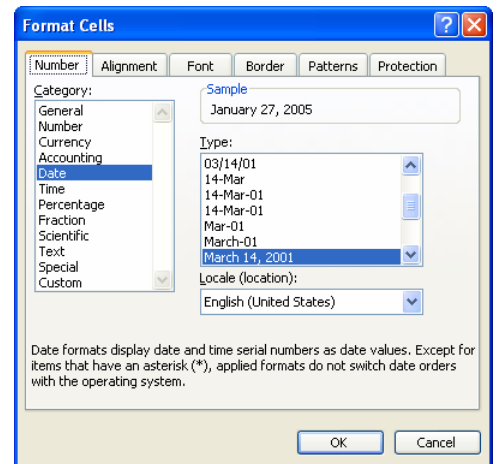 Format Cells
Number Alignment Font Border Patterns Protection
Category:
General
Number
Currency
Accounting
Date
Time
Percentage
Fraction
Scientific
Text
Special
Custom
Sample
January 27, 2005
Type:
03/14/01
14-Mar
14-Mar-01
14-Mar-01
Mar-01
March-01
March 14, 2001
Locale (location):
English (United States)
Date formats display date and time serial numbers as date values. Except for
items that have an asterisk (*), applied formats do not switch date orders
with the operating system.
OK Cancel